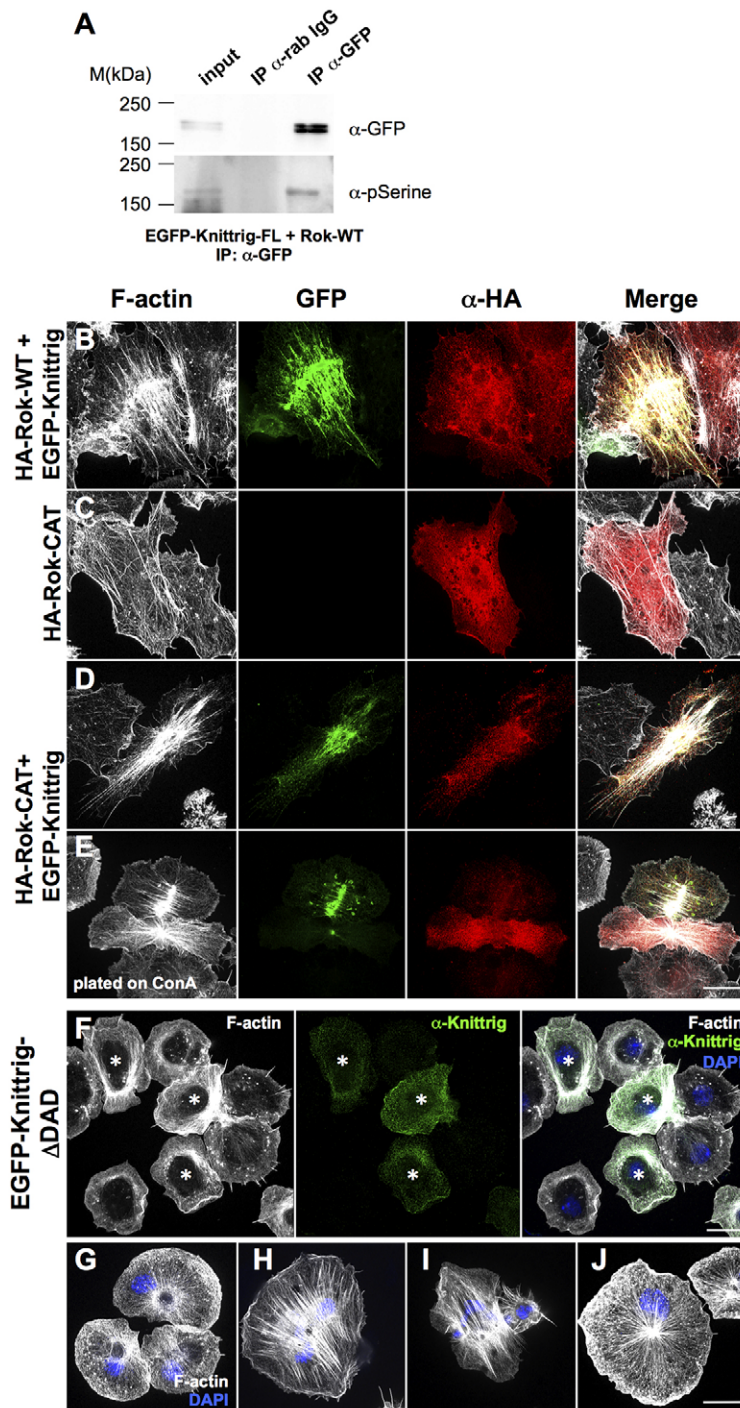 A
input
IP α-rab IgG
IP α-GFP
M(kDa)
250
150
α-GFP
250
150
α-pSerine
EGFP-Knittrig-FL + Rok-WT
IP: α-GFP
F-actin GFP α-HA Merge
HA-Rok-WT +
EGFP-Knittrig
B
HA-Rok-CAT
C
HA-Rok-CAT+
EGFP-Knittrig
D
E
plated on ConA
EGFP-Knittrig-
ΔDAD
F
F-actin
*
*
*
α-Knittrig
*
*
*
F-actin
α-Knittrig
DAPI
*
*
*
G
F-actin
DAPI
H
I
J